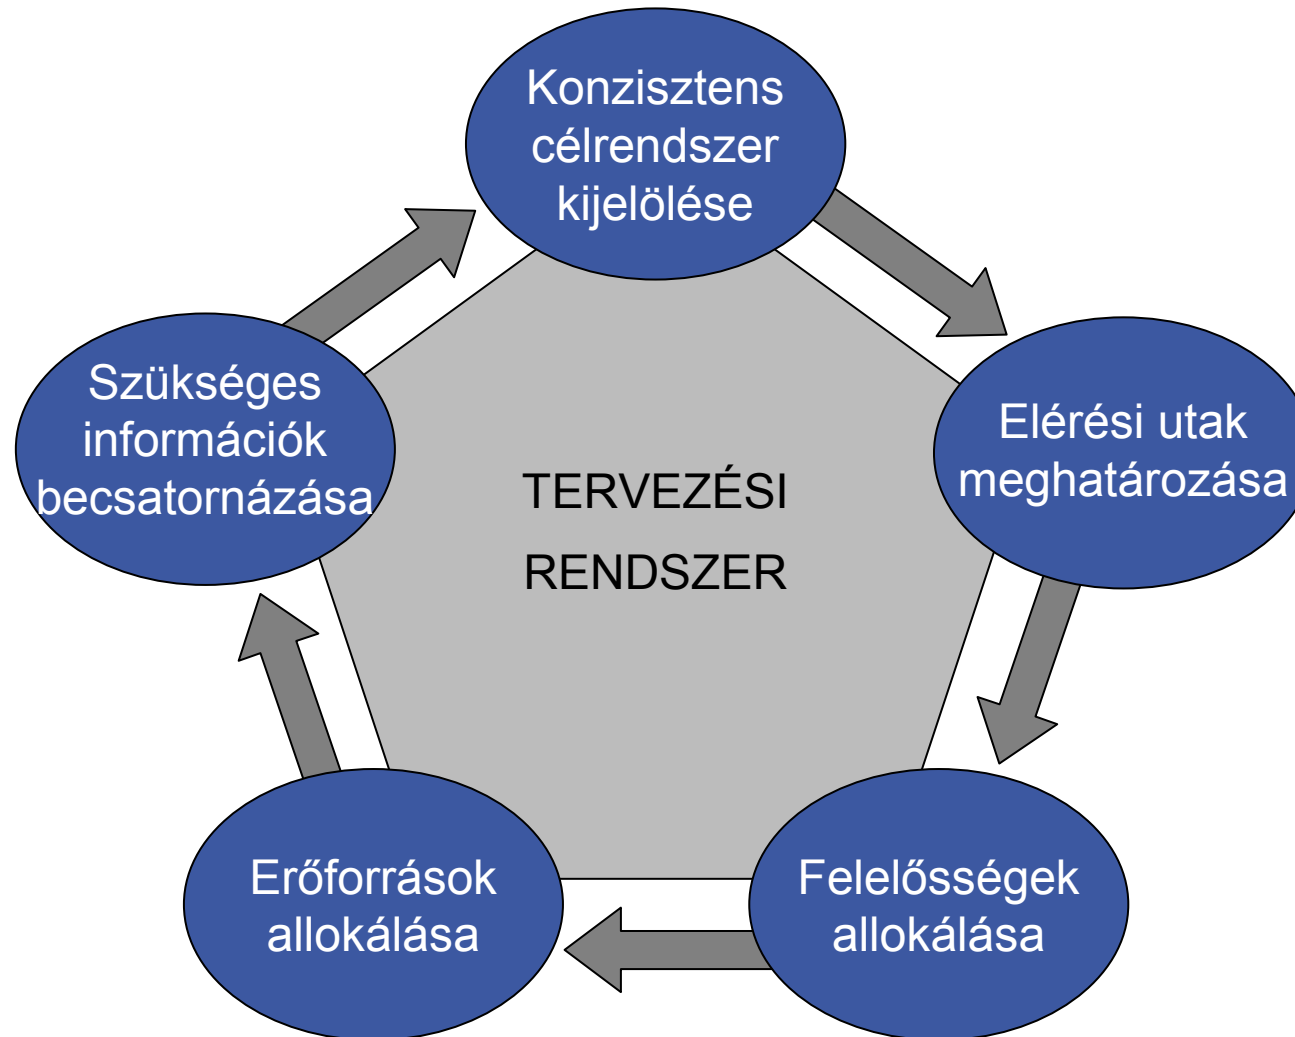 Konzisztens
célrendszer
kijelölése
Elérési utak
meghatározása
Felelősségek
allokálása
Erőforrások
allokálása
Szükséges
információk
becsatornázása
TERVEZÉSI
RENDSZER